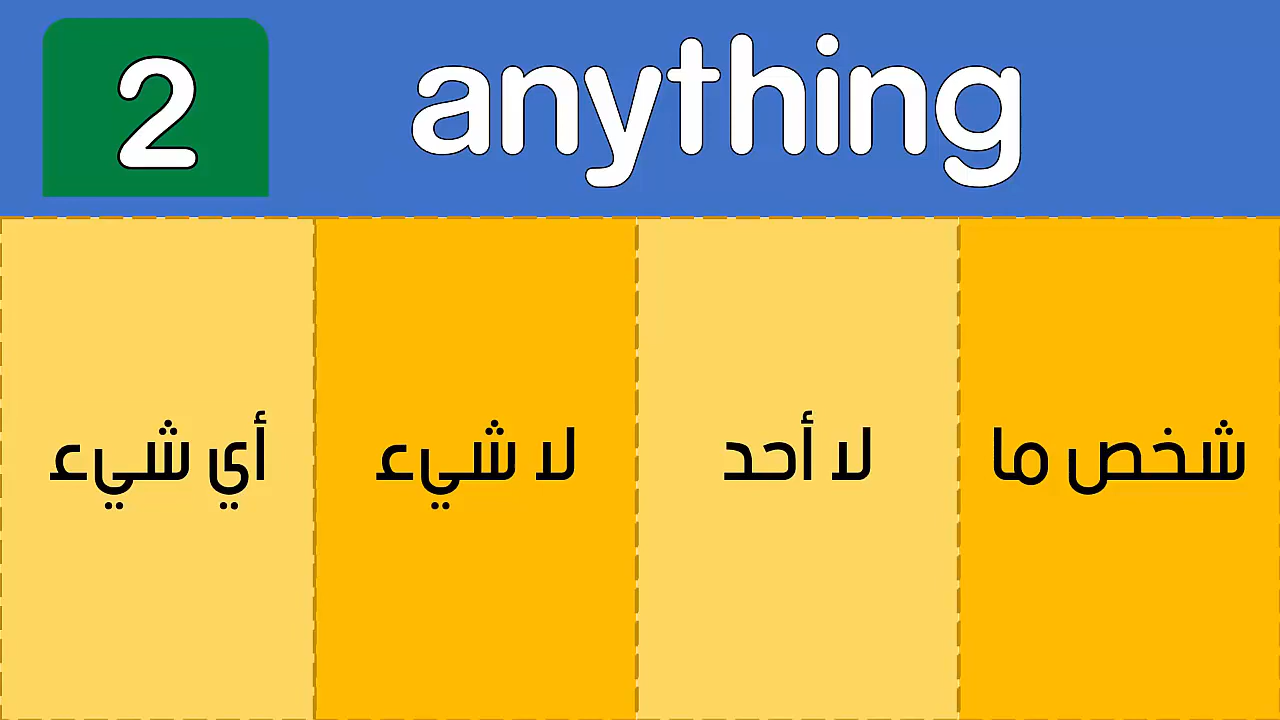 2
anything
شخص ما
لا أحد
لا شيء
أي شيء